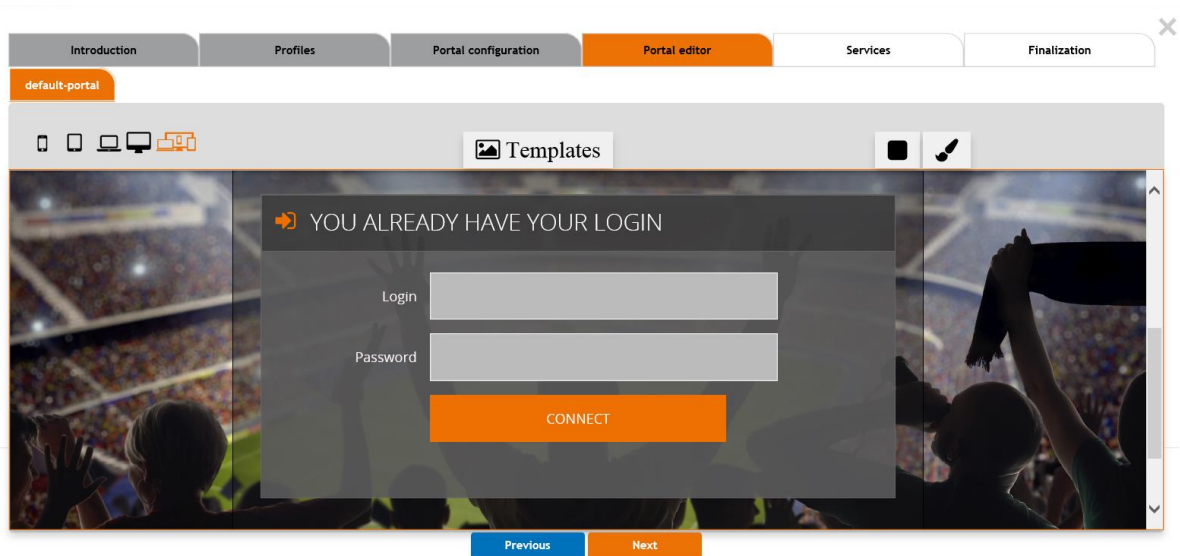 Introduction Profiles Portal configuration Portal editor Services Finalization
default-portal
Templates
YOU ALREADY HAVE YOUR LOGIN
Login
Password
CONNECT
Previous Next